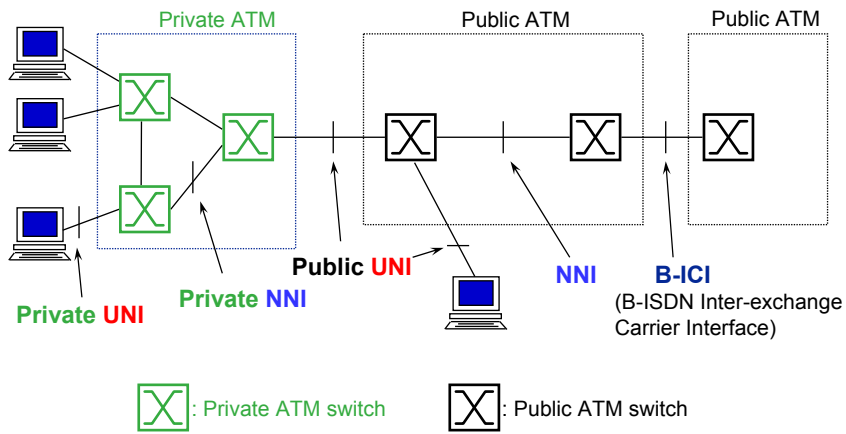 Private ATM
Public ATM
Public ATM
Public UNI
NNI
B-ICI
(B-ISDN Inter-exchange
Carrier Interface)
Private NNI
Private UNI
: Private ATM switch
: Public ATM switch